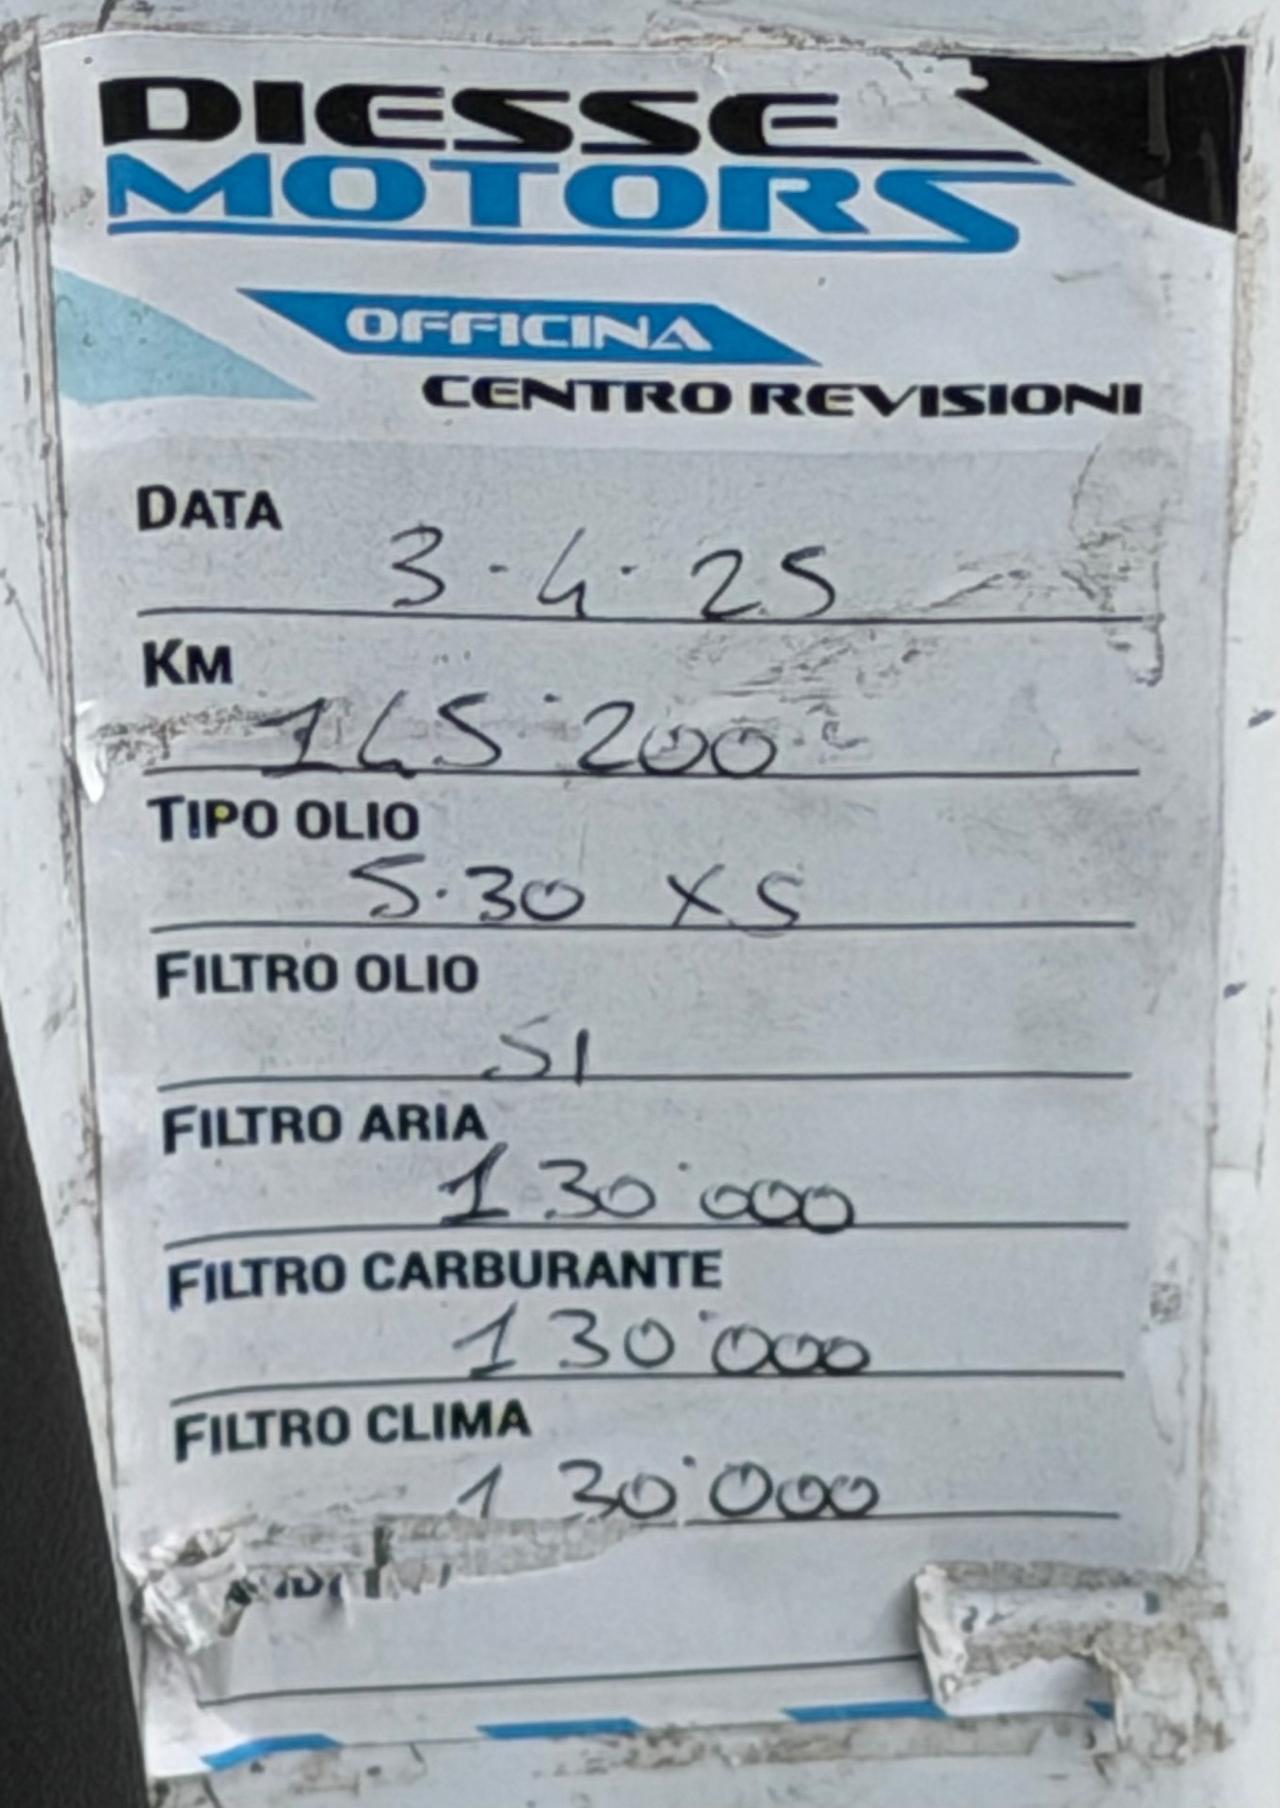 DIESSE
MOTORS
OFFICINA
CENTRO REVISIONI
DATA
3.4.25
KM
145'200
TIPO OLIO
5.30 XS
FILTRO OLIO
SI
FILTRO ARIA
130'000
FILTRO CARBURANTE
130'000
FILTRO CLIMA
130'000